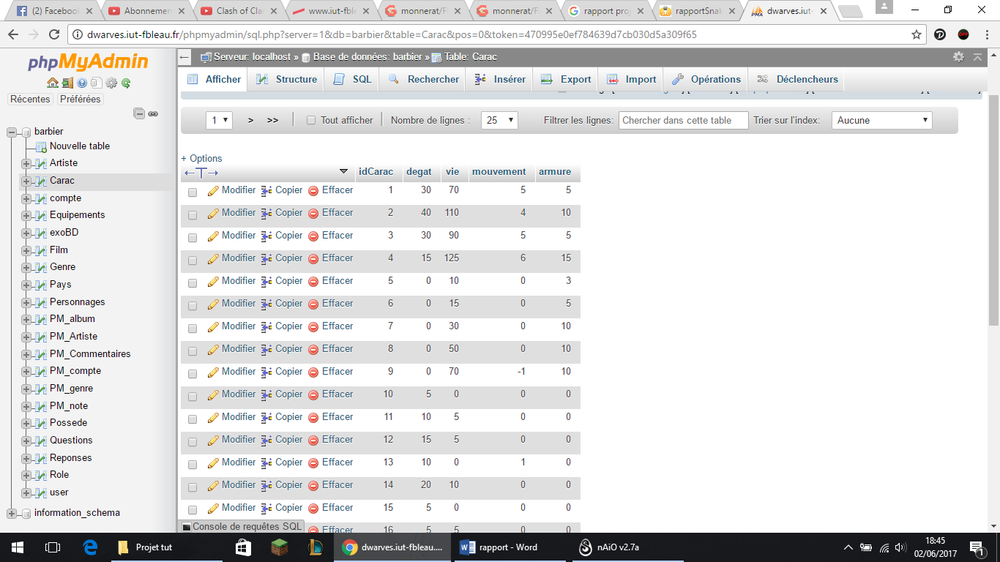 (2) Facebook
Abonnemen
Clash of Cla
www.iut-fble
monnerat/F
monnerat/F
rapport proj
rapportSnak
dwarves.iut-
dwarves.iut-fbleau.fr/phpmyadmin/sql.php?server=1&db=barbier&table=Carac&pos=0&token=470995e0ef784639d7cb030d5a309f65
phpMyAdmin
Récentes Préférées
barbier
Nouvelle table
Artiste
Carac
compte
Equipements
exoBD
Film
Genre
Pays
Personnages
PM_album
PM_Artiste
PM_Commentaires
PM_compte
PM_genre
PM_note
Possede
Questions
Reponses
Role
user
information_schema
Serveur: localhost » Base de données: barbier » Table: Carac
Afficher Structure SQL Rechercher Insérer Export Import Opérations Déclencheurs
1 > >> Tout afficher Nombre de lignes : 25 Filtrer les lignes: Chercher dans cette table Trier sur l'index: Aucune
+ Options
←T→ idCarac degat vie mouvement armure
Modifier Copier Effacer 1 30 70 5 5
Modifier Copier Effacer 2 40 110 4 10
Modifier Copier Effacer 3 30 90 5 5
Modifier Copier Effacer 4 15 125 6 15
Modifier Copier Effacer 5 0 10 0 3
Modifier Copier Effacer 6 0 15 0 5
Modifier Copier Effacer 7 0 30 0 10
Modifier Copier Effacer 8 0 50 0 10
Modifier Copier Effacer 9 0 70 -1 10
Modifier Copier Effacer 10 5 0 0 0
Modifier Copier Effacer 11 10 5 0 0
Modifier Copier Effacer 12 15 5 0 0
Modifier Copier Effacer 13 10 0 1 0
Modifier Copier Effacer 14 20 10 0 0
Modifier Copier Effacer 15 5 0 0 0
Effacer 16 5 5 0 0
Console de requêtes SQL
Projet tut
dwarves.iut-fbleau....
rapport - Word
nAiO v2.7a
18:45
02/06/2017
1